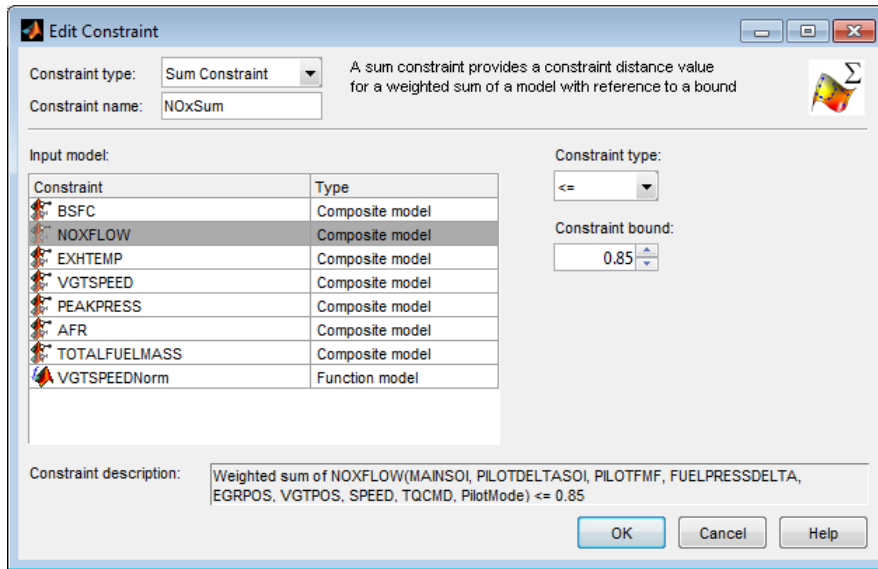 Edit Constraint
Constraint type: Sum Constraint
A sum constraint provides a constraint distance value
for a weighted sum of a model with reference to a bound
Σ
Constraint name: NOxSum
Input model:
Constraint Type
BSFC Composite model
NOXFLOW Composite model
EXHTEMP Composite model
VGTSPEED Composite model
PEAKPRESS Composite model
AFR Composite model
TOTALFUELMASS Composite model
VGTSPEEDNorm Function model
Constraint type:
<=
Constraint bound:
0.85
Constraint description: Weighted sum of NOXFLOW(MAINSOI, PILOTDELTASOI, PILOTFMF, FUELPRESSDELTA,
EGRPOS, VGTPOS, SPEED, TQCMD, PilotMode) <= 0.85
OK Cancel Help